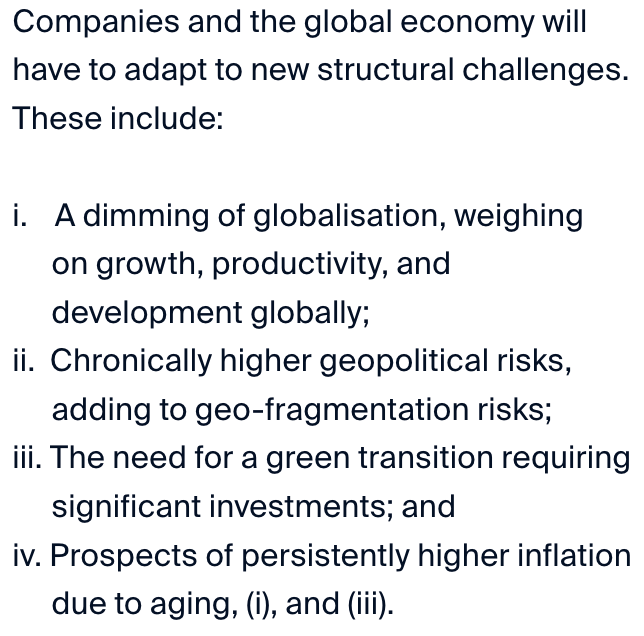 Companies and the global economy will
have to adapt to new structural challenges.
These include:
i. A dimming of globalisation, weighing
on growth, productivity, and
development globally;
ii. Chronically higher geopolitical risks,
adding to geo-fragmentation risks;
iii. The need for a green transition requiring
significant investments; and
iv. Prospects of persistently higher inflation
due to aging, (i), and (iii).